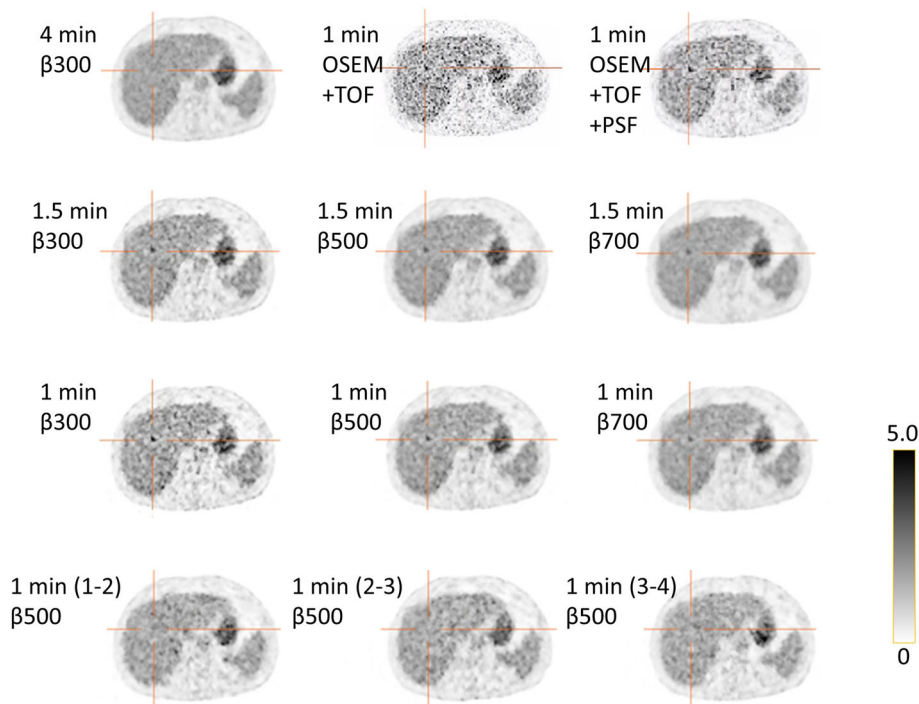 4 min
β300
1 min
OSEM
+TOF
1 min
OSEM
+TOF
+PSF
1.5 min
β300
1.5 min
β500
1.5 min
β700
1 min
β300
1 min
β500
1 min
β700
5.0
0
1 min (1-2)
β500
1 min (2-3)
β500
1 min (3-4)
β500